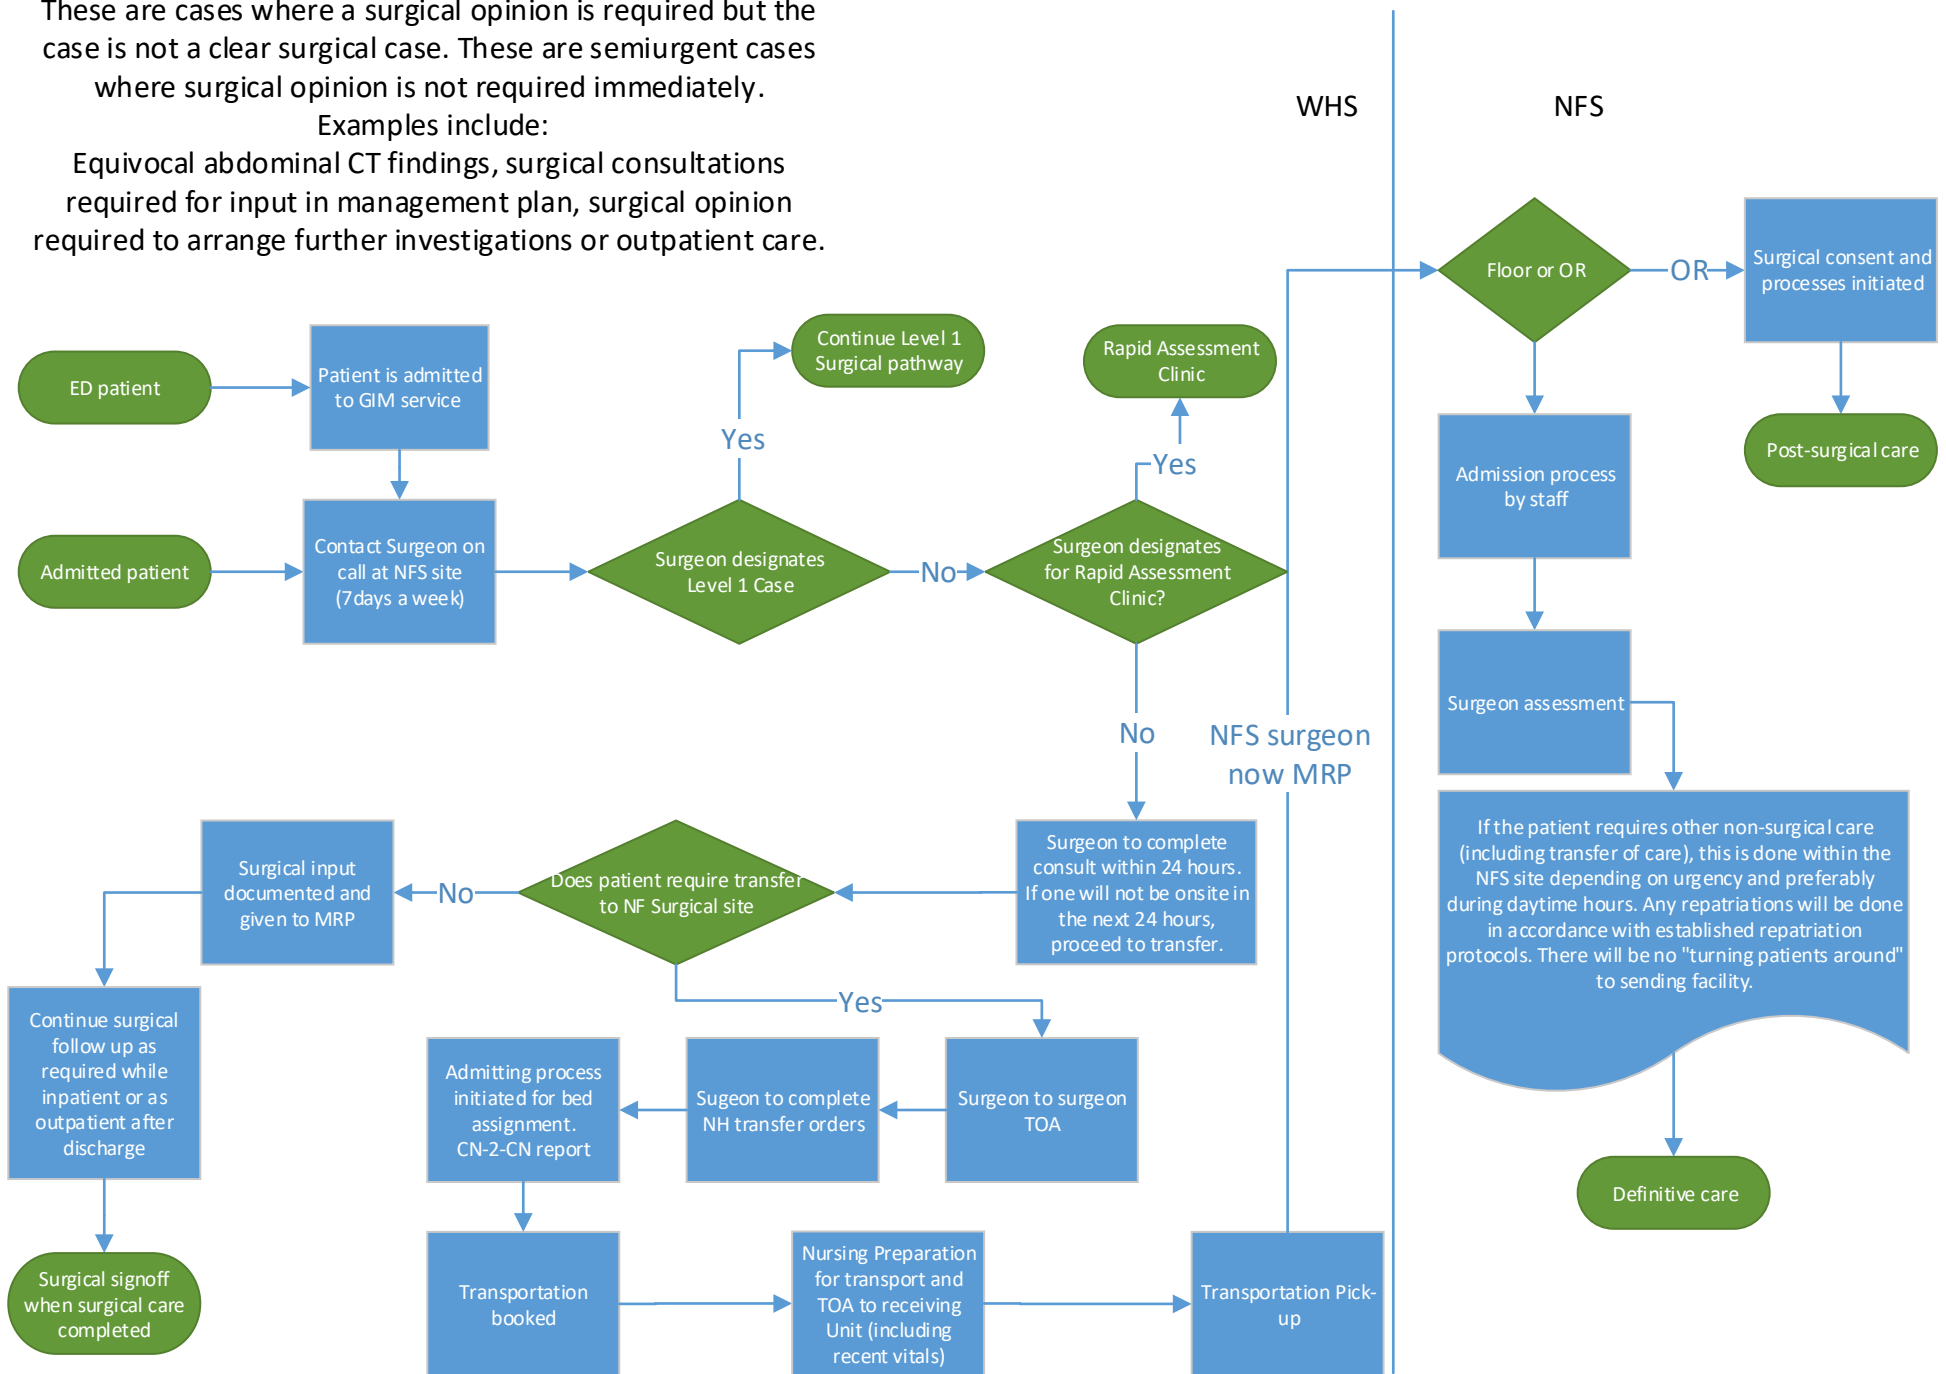 These are cases where a surgical opinion is required but the
case is not a clear surgical case. These are semiurgent cases
where surgical opinion is not required immediately.
Examples include:
Equivocal abdominal CT findings, surgical consultations
required for input in management plan, surgical opinion
required to arrange further investigations or outpatient care.
WHS
NFS
Floor or OR
OR
Surgical consent and
processes initiated
Post-surgical care
ED patient
Patient is admitted
to GIM service
Continue Level 1
Surgical pathway
Rapid Assessment
Clinic
Yes
Yes
Admitted patient
Contact Surgeon on
call at NFS site
(7days a week)
Surgeon designates
Level 1 Case
No
Surgeon designates
for Rapid Assessment
Clinic?
Admission process
by staff
Surgeon assessment
No
NFS surgeon
now MRP
Surgeon to complete
consult within 24 hours.
If one will not be onsite in
the next 24 hours,
proceed to transfer.
Does patient require transfer
to NF Surgical site
No
Surgical input
documented and
given to MRP
If the patient requires other non-surgical care
(including transfer of care), this is done within the
NFS site depending on urgency and preferably
during daytime hours. Any repatriations will be done
in accordance with established repatriation
protocols. There will be no "turning patients around"
to sending facility.
Yes
Continue surgical
follow up as
required while
inpatient or as
outpatient after
discharge
Admitting process
initiated for bed
assignment.
CN-2-CN report
Sugeon to complete
NH transfer orders
Surgeon to surgeon
TOA
Definitive care
Surgical signoff
when surgical care
completed
Transportation
booked
Nursing Preparation
for transport and
TOA to receiving
Unit (including
recent vitals)
Transportation Pick-
up